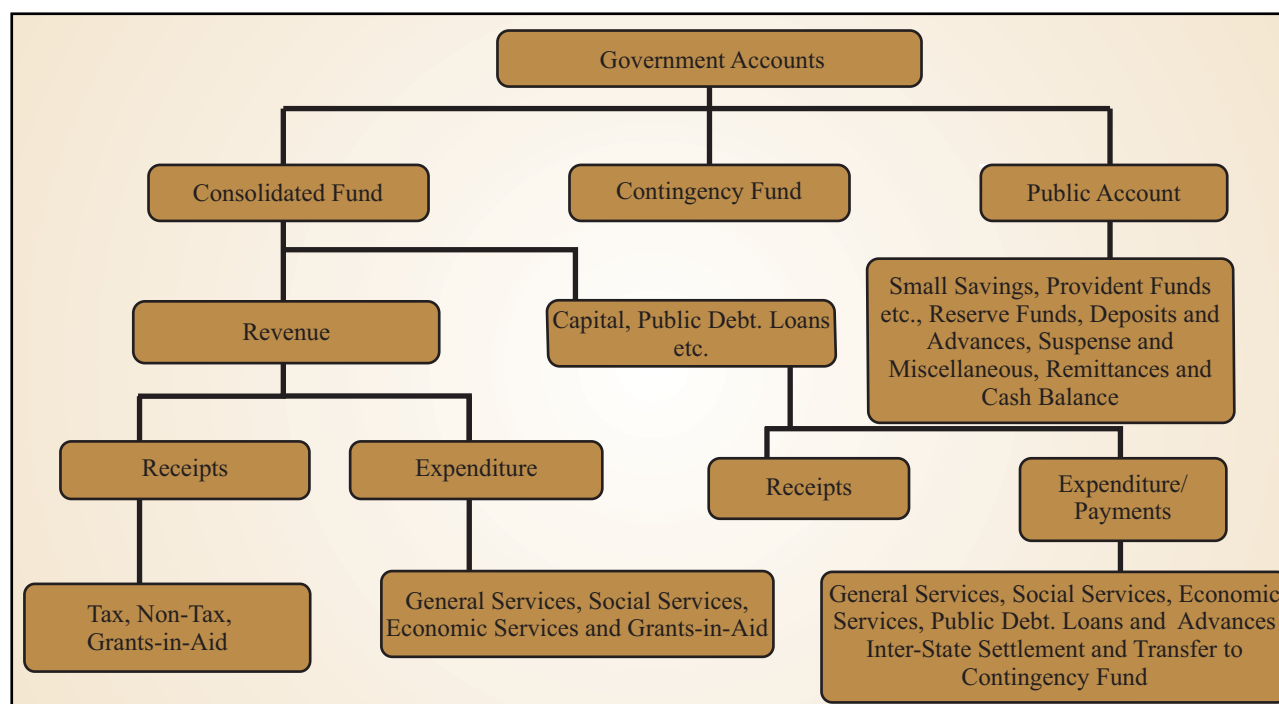 Government Accounts
Consolidated Fund
Contingency Fund
Public Account
Revenue
Capital, Public Debt. Loans
etc.
Small Savings, Provident Funds
etc., Reserve Funds, Deposits and
Advances, Suspense and
Miscellaneous, Remittances and
Cash Balance
Receipts
Expenditure
Receipts
Expenditure/
Payments
Tax, Non-Tax,
Grants-in-Aid
General Services, Social Services,
Economic Services and Grants-in-Aid
General Services, Social Services, Economic
Services, Public Debt. Loans and Advances
Inter-State Settlement and Transfer to
Contingency Fund